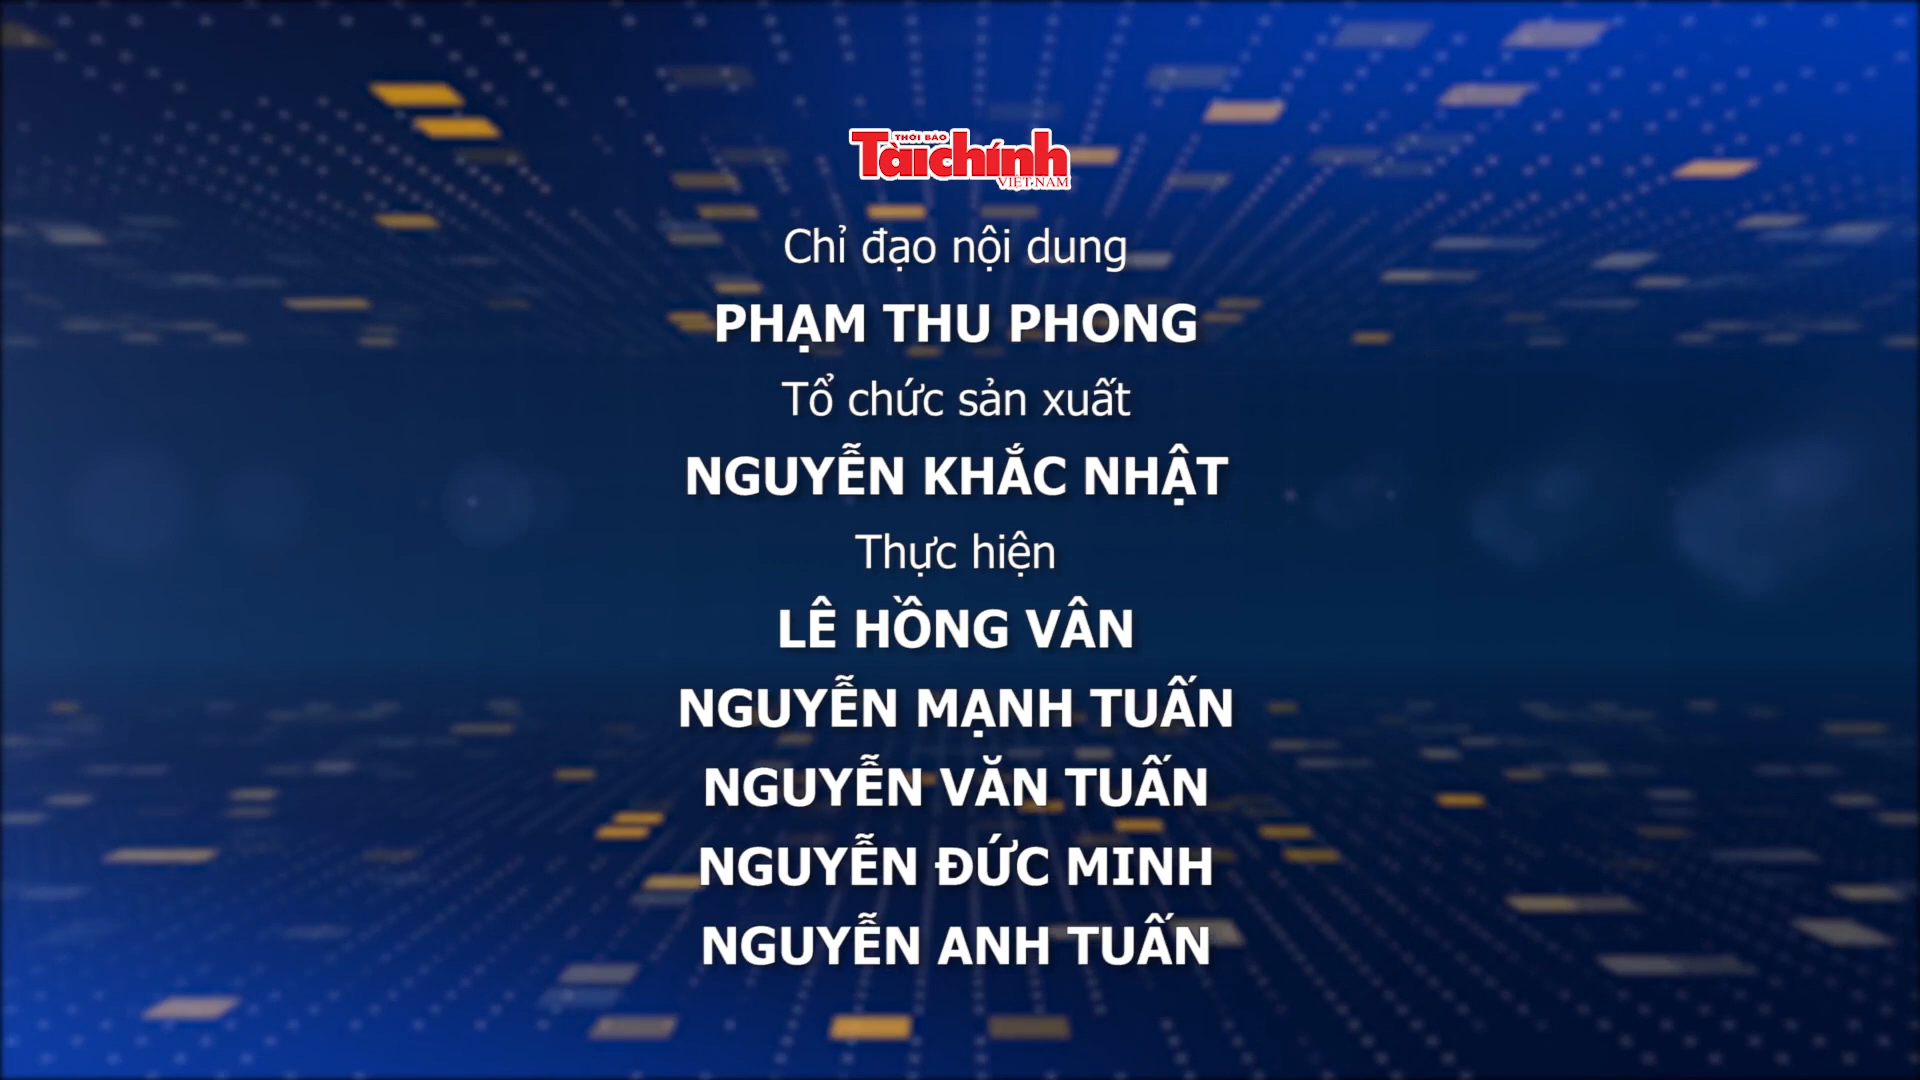 THỜI BÁO
Tàichính
VIỆT NAM
Chỉ đạo nội dung
PHẠM THU PHONG
Tổ chức sản xuất
NGUYỄN KHẮC NHẬT
Thực hiện
LÊ HỒNG VÂN
NGUYỄN MẠNH TUẤN
NGUYỄN VĂN TUẤN
NGUYỄN ĐỨC MINH
NGUYỄN ANH TUẤN